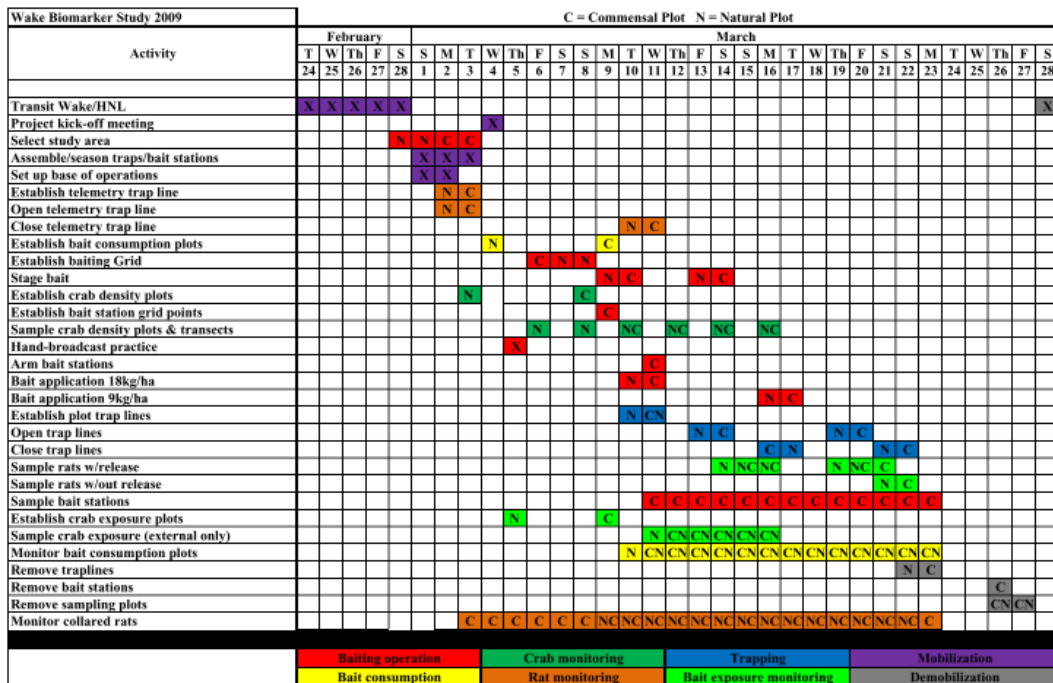 Wake Biomarker Study 2009 C = Commensal Plot N = Natural Plot
Activity February March
T W Th F S S M T W Th F S S M T W Th F S S M T W Th F S S M T W Th F S
24 25 26 27 28 1 2 3 4 5 6 7 8 9 10 11 12 13 14 15 16 17 18 19 20 21 22 23 24 25 26 27 28
Transit Wake/HNL X X X X X X
Project kick-off meeting X
Select study area N N C C
Assemble/season traps/bait stations X X X
Set up base of operations X X
Establish telemetry trap line N C
Open telemetry trap line N C
Close telemetry trap line N C
Establish bait consumption plots N C
Establish baiting Grid C N N
Stage bait N C N C
Establish crab density plots N C
Establish bait station grid points C
Sample crab density plots & transects N N NC NC NC NC
Hand-broadcast practice X
Arm bait stations C
Bait application 18kg/ha N C
Bait application 9kg/ha N C
Establish plot trap lines N CN
Open trap lines N C N C
Close trap lines C N N C
Sample rats w/release N NC NC N NC C
Sample rats w/out release N C
Sample bait stations C C C C C C C C C C C C C
Establish crab exposure plots N C
Sample crab exposure (external only) N CN CN CN CN CN
Monitor bait consumption plots N CN CN CN CN CN CN CN CN CN CN CN CN CN
Remove traplines N C
Remove bait stations C
Remove sampling plots CN CN
Monitor collared rats C C C C C C NC NC NC NC NC NC NC NC NC NC NC NC NC NC C
Baiting operation Crab monitoring Trapping Mobilization
Bait consumption Rat monitoring Bait exposure monitoring Demobilization